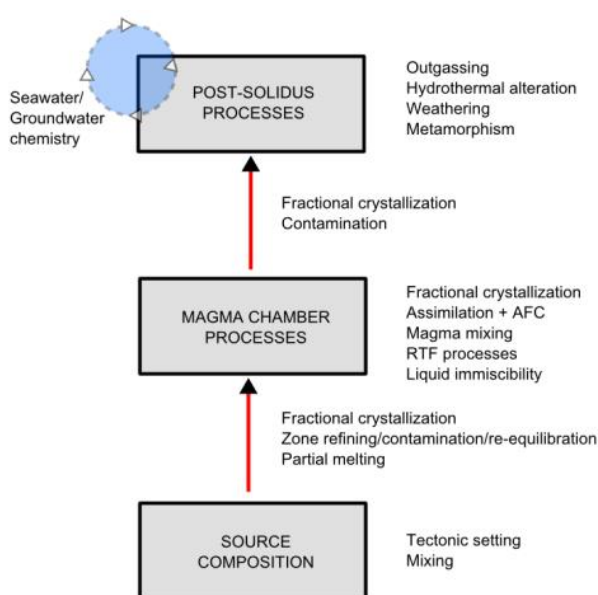 Seawater/
Groundwater
chemistry
POST-SOLIDUS
PROCESSES
Outgassing
Hydrothermal alteration
Weathering
Metamorphism
Fractional crystallization
Contamination
MAGMA CHAMBER
PROCESSES
Fractional crystallization
Assimilation + AFC
Magma mixing
RTF processes
Liquid immiscibility
Fractional crystallization
Zone refining/contamination/re-equilibration
Partial melting
SOURCE
COMPOSITION
Tectonic setting
Mixing